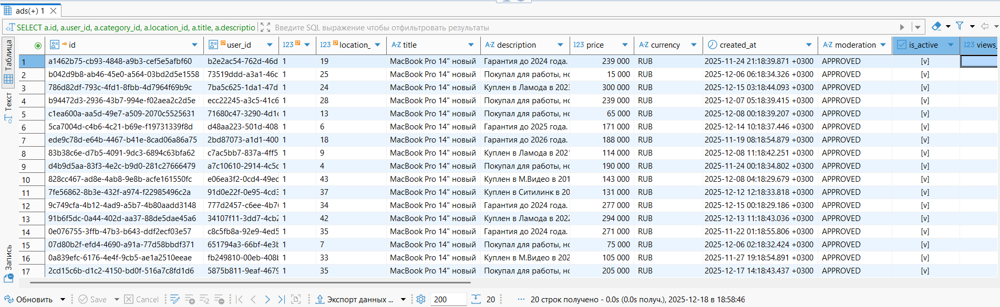 ads(+) 1
SELECT a.id, a.user_id, a.category_id, a.location_id, a.title, a.descriptio Введите SQL выражение чтобы отфильтровать результаты
Таблица
Текст
Запись
id user_id 123 123 location_ A-Z title A-Z description 123 price A-Z currency created_at A-Z moderation is_active 123 views_
1 a1462b75-cb93-4848-a9b3-cef5e5afbf60 b2e2ac54-762d-46d 1 19 MacBook Pro 14" новый Гарантия до 2024 года. 239 000 RUB 2025-11-24 21:18:39.871 +0300 APPROVED [v]
2 b042d9b8-ab46-45e0-a564-03bd2d5e1558 73519ddd-a3a1-46c 1 25 MacBook Pro 14" новый Покупал для работы, но 15 000 RUB 2025-12-06 06:18:34.326 +0300 APPROVED [v]
3 786d82df-793c-4fd1-8fbb-4d7964f69b9c 7ba5c625-1da1-47d 1 24 MacBook Pro 14" новый Куплен в Ламода в 2023 300 000 RUB 2025-12-15 03:18:44.093 +0300 APPROVED [v]
4 b94472d3-2936-43b7-994e-f02aea2c2d5e ecc22245-a3c5-41c6 1 28 MacBook Pro 14" новый Покупал для работы, но 239 000 RUB 2025-12-07 05:18:39.415 +0300 APPROVED [v]
5 c1ea600a-aa5d-49e7-a509-2070c5525631 71680c47-3290-4d1c 1 13 MacBook Pro 14" новый Покупал для работы, но 65 000 RUB 2025-12-08 00:18:39.207 +0300 APPROVED [v]
6 5ca7004d-c4b6-4c21-b69e-f19731339f8d d48aa223-501d-408 1 6 MacBook Pro 14" новый Гарантия до 2025 года. 171 000 RUB 2025-12-14 10:18:37.446 +0300 APPROVED [v]
7 ede9c78d-e64b-4467-b41e-8cad06a86a75 2bd87073-a1d1-400 1 18 MacBook Pro 14" новый Гарантия до 2026 года. 188 000 RUB 2025-11-19 08:18:54.879 +0300 APPROVED [v]
8 83b38c6e-d7b5-4091-9dc3-6894c63bfa62 c7ac5bb7-837a-4ff5 1 9 MacBook Pro 14" новый Куплен в Ламода в 2021 114 000 RUB 2025-12-08 11:18:42.251 +0300 APPROVED [v]
9 d4b9d5aa-83f3-4e2c-b9d0-281c27666479 a7c10610-2914-4c5c 1 4 MacBook Pro 14" новый Покупал для работы, но 190 000 RUB 2025-11-24 00:18:34.802 +0300 APPROVED [v]
10 828cc467-ad8e-4ab8-9e8b-acfe161550fc e06ea3f2-0cd4-49ec 1 43 MacBook Pro 14" новый Куплен в М.Видео в 201 143 000 RUB 2025-12-08 04:18:29.679 +0300 APPROVED [v]
11 7fe56862-8b3e-432f-a974-f22985496c2a 91d0e22f-0e95-4cd3 1 37 MacBook Pro 14" новый Куплен в Ситилинк в 20 131 000 RUB 2025-12-12 12:18:33.818 +0300 APPROVED [v]
12 9c749cfa-4b12-4ad9-a5b7-4b80aadd3148 777d2457-c6ee-4b7 1 34 MacBook Pro 14" новый Гарантия до 2024 года. 277 000 RUB 2025-12-15 00:18:29.186 +0300 APPROVED [v]
13 91b6f5dc-0a44-402d-aa37-88de5dae45a6 34107f11-3dd7-4cb2 1 42 MacBook Pro 14" новый Куплен в Ламода в 2022 294 000 RUB 2025-12-13 11:18:43.036 +0300 APPROVED [v]
14 0e076755-3ffb-47b3-b643-ddf2ecf03e57 c8c5fb8a-92e9-4ed5 1 35 MacBook Pro 14" новый Гарантия до 2024 года. 271 000 RUB 2025-11-22 01:18:55.806 +0300 APPROVED [v]
15 07d80b2f-efd4-4690-a91a-77d58bbdf371 651794a3-66bf-4e3b 1 7 MacBook Pro 14" новый Покупал для работы, но 75 000 RUB 2025-12-06 02:18:32.424 +0300 APPROVED [v]
16 0a839efc-6176-4e4f-9cb5-ae1a2510eeae fb249810-00eb-408b 1 33 MacBook Pro 14" новый Куплен в М.Видео в 202 105 000 RUB 2025-11-27 19:18:54.891 +0300 APPROVED [v]
17 2cd15c6b-d1c2-4150-bd0f-516a7c8fd1d6 5875b811-9eaf-4679 1 35 MacBook Pro 14" новый Покупал для работы, но 205 000 RUB 2025-12-17 14:18:43.437 +0300 APPROVED [v]
Обновить Save Cancel Экспорт данных ... 200 20 ... 20 строк получено - 0.0s (0.0s получ.), 2025-12-18 в 18:58:46